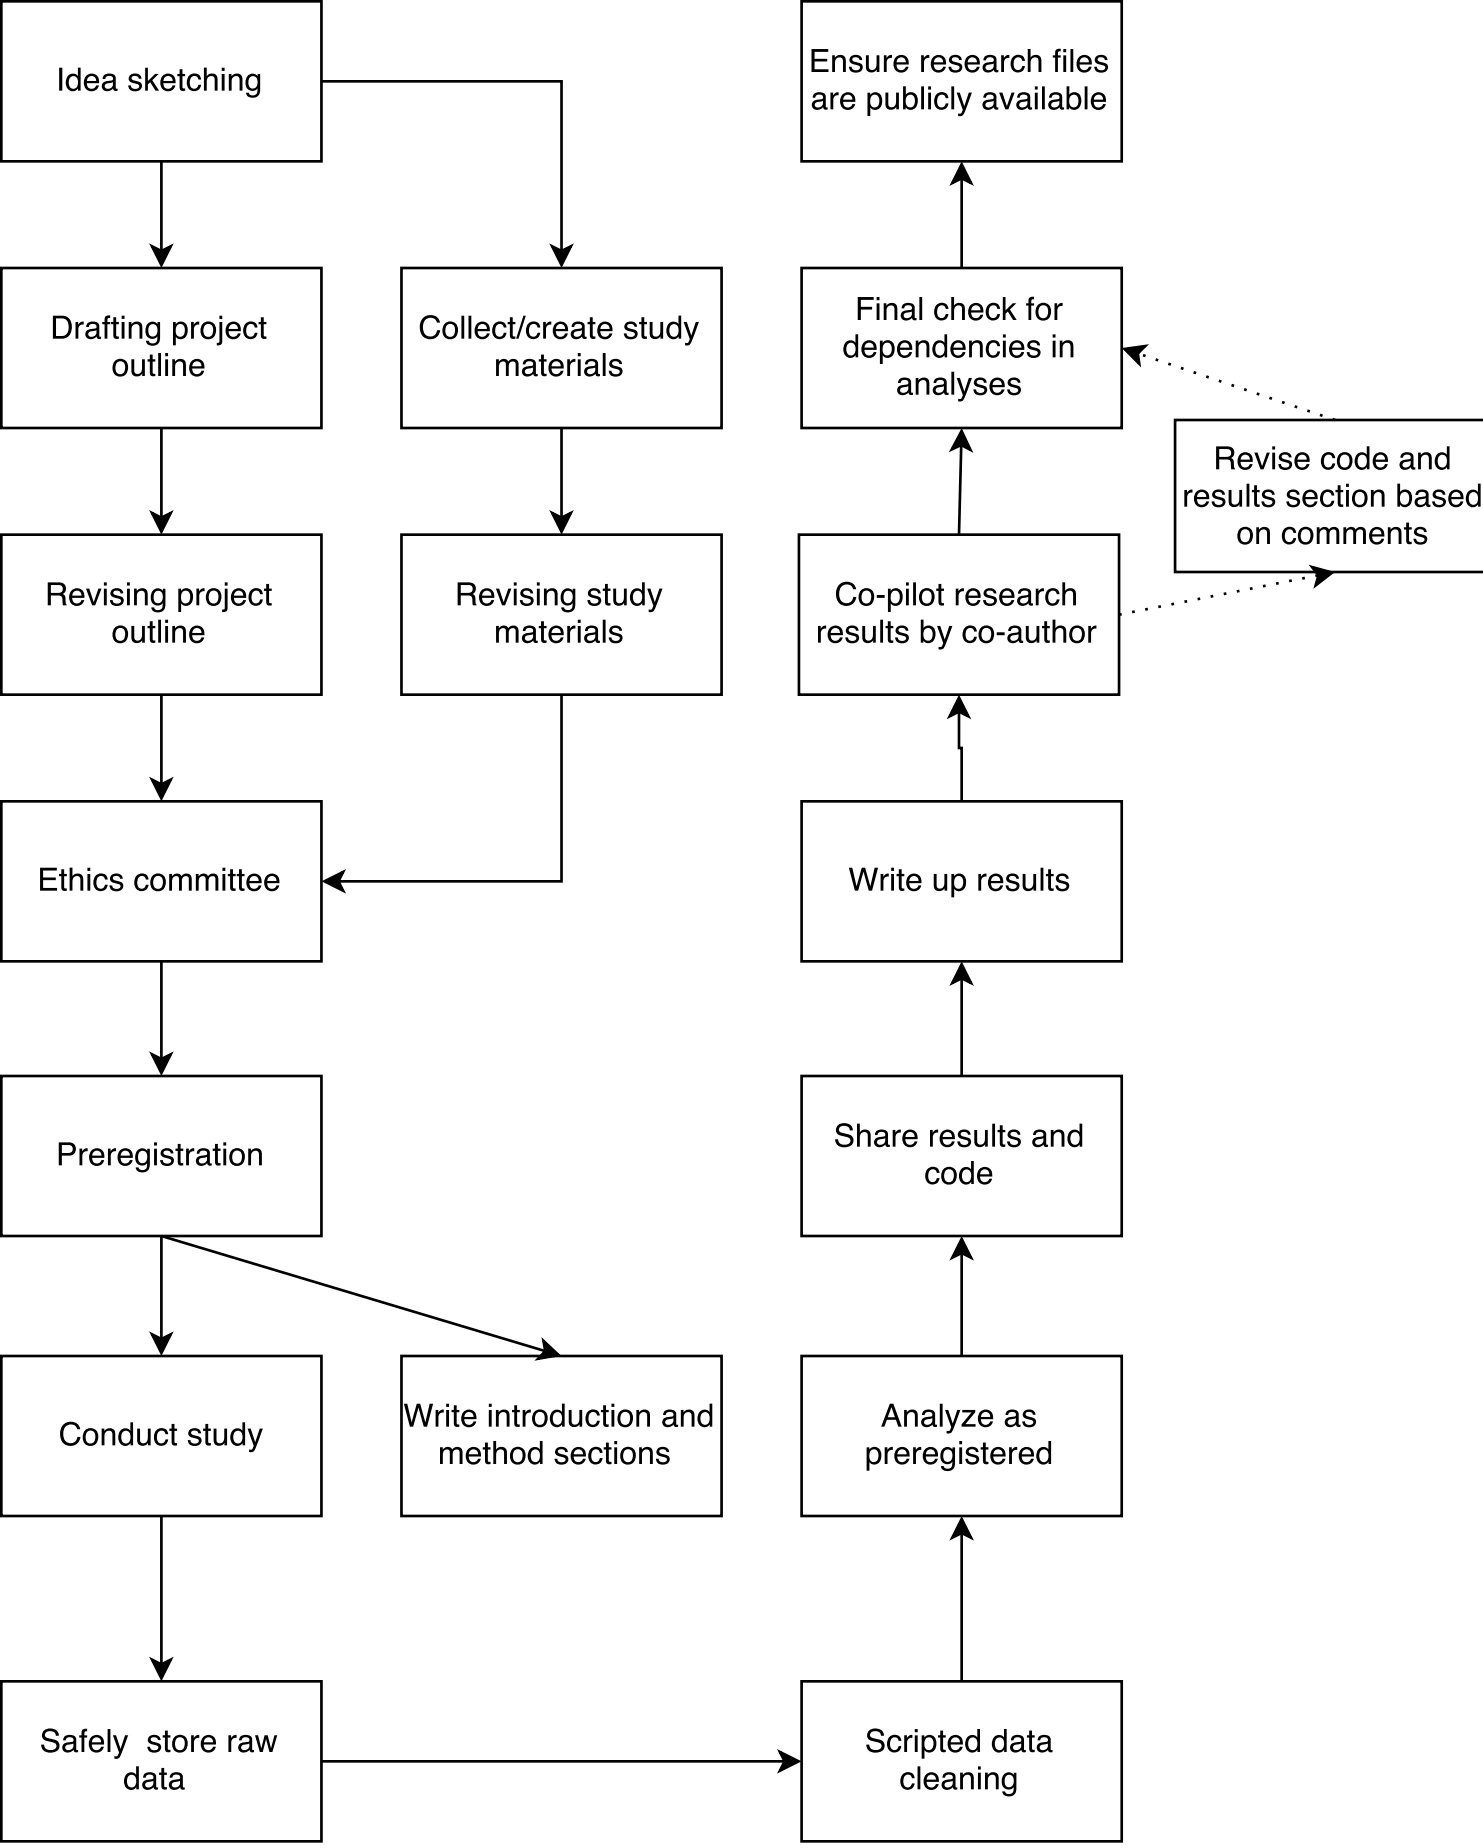 Idea sketching
Ensure research files
are publicly available
Drafting project
outline
Collect/create study
materials
Final check for
dependencies in
analyses
Revise code and
results section based
on comments
Revising project
outline
Revising study
materials
Co-pilot research
results by co-author
Ethics committee
Write up results
Preregistration
Share results and
code
Conduct study
Write introduction and
method sections
Analyze as
preregistered
Safely  store raw
data
Scripted data
cleaning